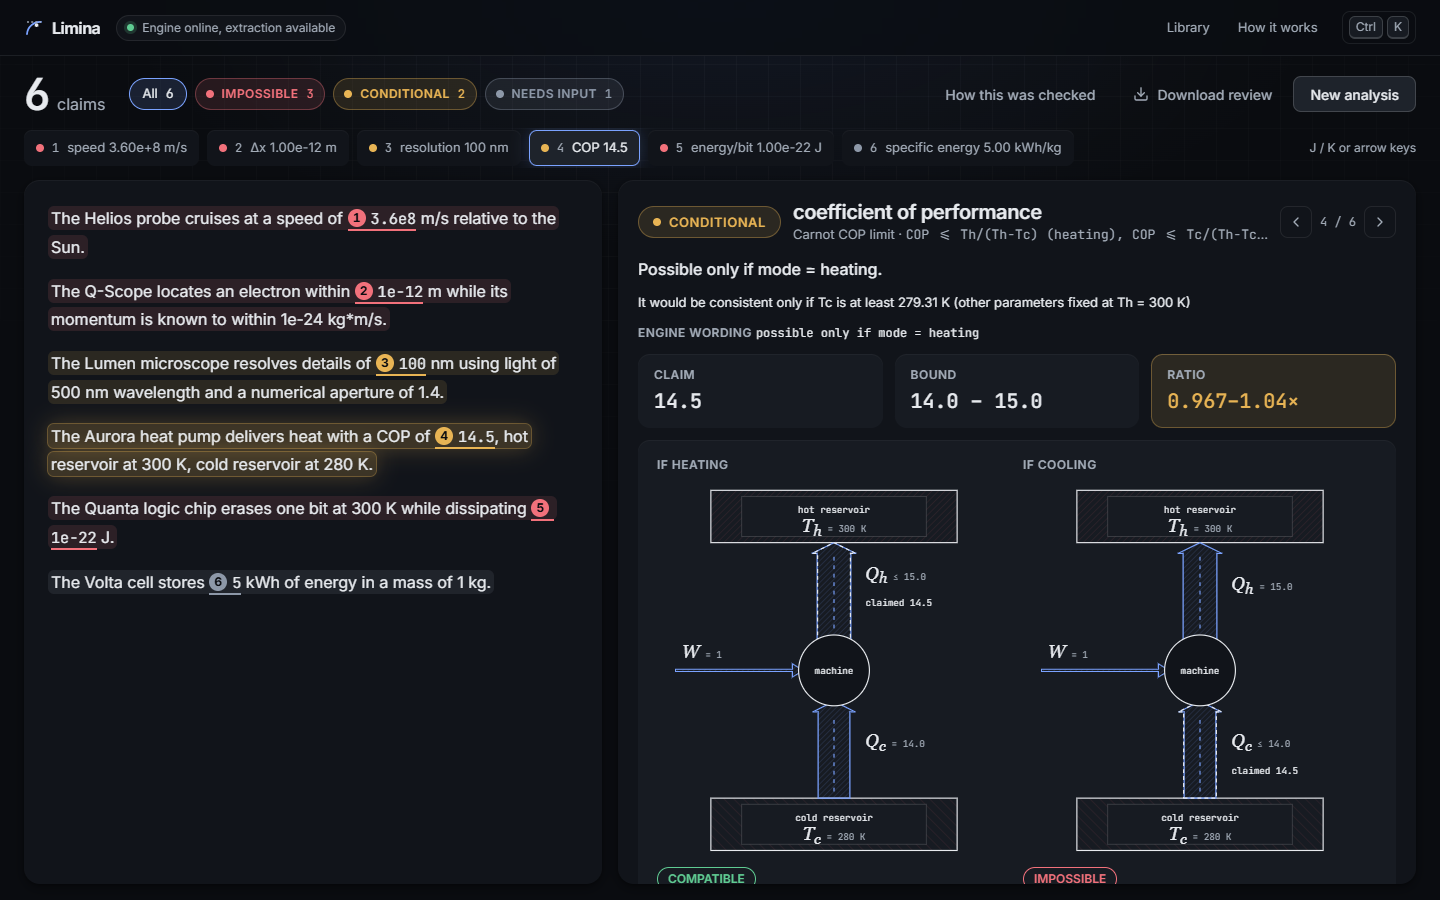 Limina
Engine online, extraction available
Library
How it works
Ctrl K
6 claims
All 6
IMPOSSIBLE 3
CONDITIONAL 2
NEEDS INPUT 1
How this was checked
Download review
New analysis
1 speed 3.60e+8 m/s
2 Δx 1.00e-12 m
3 resolution 100 nm
4 COP 14.5
5 energy/bit 1.00e-22 J
6 specific energy 5.00 kWh/kg
J / K or arrow keys
The Helios probe cruises at a speed of 1 3.6e8 m/s relative to the
Sun.
The Q-Scope locates an electron within 2 1e-12 m while its
momentum is known to within 1e-24 kg*m/s.
The Lumen microscope resolves details of 3 100 nm using light of
500 nm wavelength and a numerical aperture of 1.4.
The Aurora heat pump delivers heat with a COP of 4 14.5, hot
reservoir at 300 K, cold reservoir at 280 K.
The Quanta logic chip erases one bit at 300 K while dissipating 5
1e-22 J.
The Volta cell stores 6 5 kWh of energy in a mass of 1 kg.
CONDITIONAL
coefficient of performance
Carnot COP limit · COP ⩽ Th/(Th-Tc) (heating), COP ⩽ Tc/(Th-Tc…
4 / 6
Possible only if mode = heating.
It would be consistent only if Tc is at least 279.31 K (other parameters fixed at Th = 300 K)
ENGINE WORDING possible only if mode = heating
CLAIM
14.5
BOUND
14.0 – 15.0
RATIO
0.967–1.04×
IF HEATING
hot reservoir
Th = 300 K
Qh ≤ 15.0
claimed 14.5
W = 1
machine
Qc = 14.0
cold reservoir
Tc = 280 K
COMPATIBLE
IF COOLING
hot reservoir
Th = 300 K
Qh = 15.0
W = 1
machine
Qc ≤ 14.0
claimed 14.5
cold reservoir
Tc = 280 K
IMPOSSIBLE